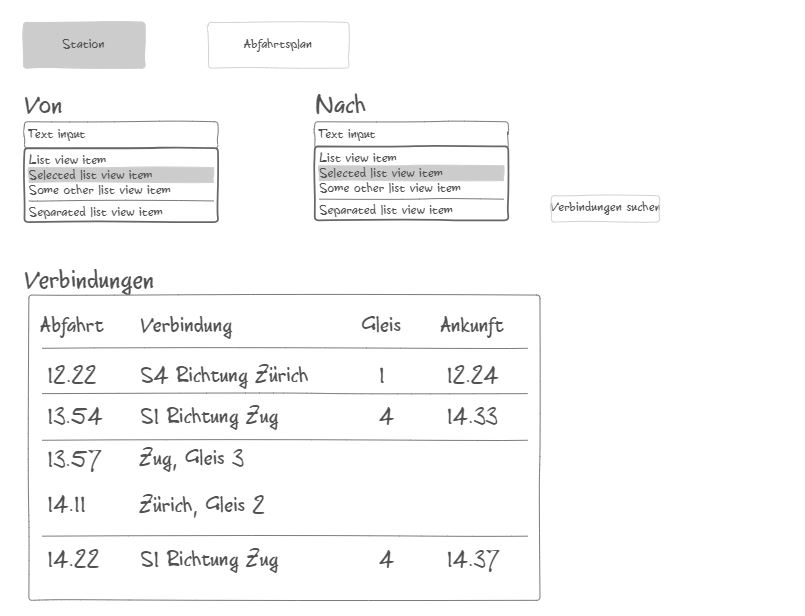 Station Abfahrtsplan
Von Nach
Text input Text input
List view item List view item
Selected list view item Selected list view item
Some other list view item Some other list view item
Separated list view item Separated list view item
Verbindungen suchen
Verbindungen
Abfahrt Verbindung Gleis Ankunft
12.22 S4 Richtung Zürich 1 12.24
13.54 S1 Richtung Zug 4 14.33
13.57 Zug, Gleis 3
14.11 Zürich, Gleis 2
14.22 S1 Richtung Zug 4 14.37